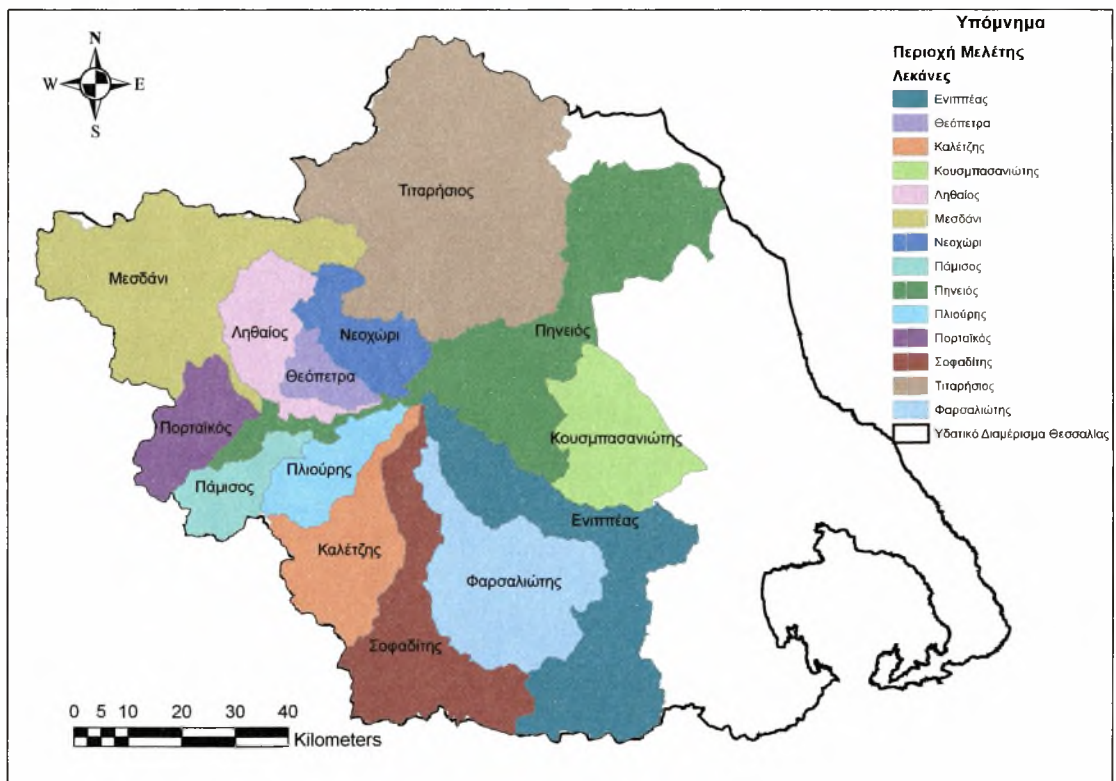 Υπόμνημα
Περιοχή Μελέτης
Λεκάνες
Ενιππέας
Θεόπετρα
Καλέτζης
Κουσμπασανιώτης
Ληθαίος
Μεσδάνι
Νεοχώρι
Πάμισος
Πηνειός
Πλιούρης
Πορταϊκός
Σοφαδίτης
Τιταρήσιος
Φαρσαλιώτης
Υδατικό Διαμέρισμα Θεσσαλίας
N
W E
S
Τιταρήσιος
Μεσδάνι
Ληθαίος
Νεοχώρι
Πηνειός
Θεόπετρα
Πορταϊκός
Κουσμπασανιώτης
Πλιούρης
Πάμισος
Ενιππέας
Καλέτζης
Φαρσαλιώτης
Σοφαδίτης
0 5 10 20 30 40
Kilometers